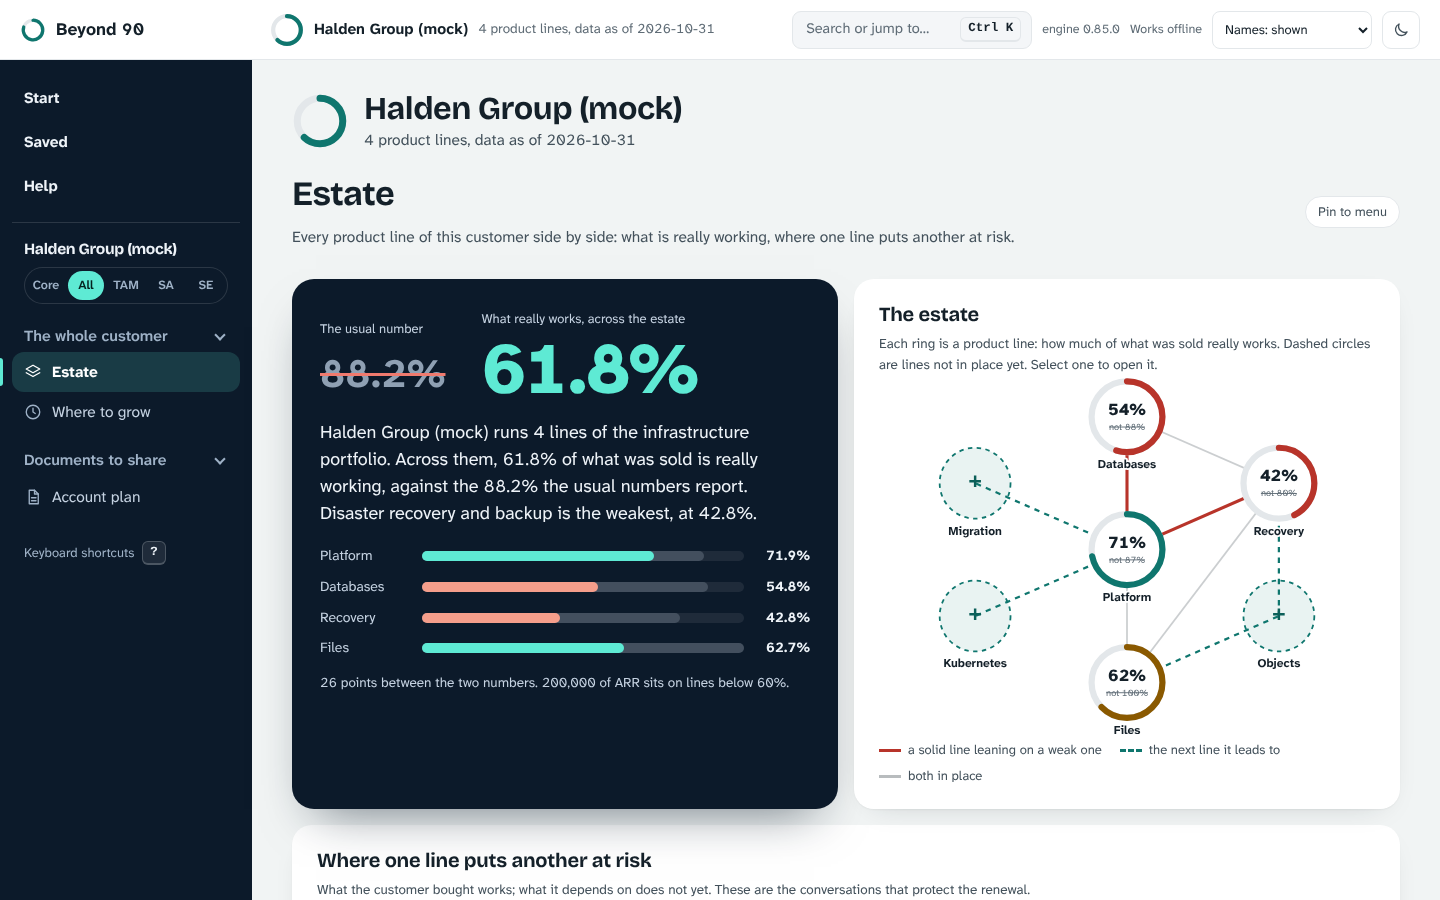 Beyond 90
Halden Group (mock) 4 product lines, data as of 2026-10-31
Search or jump to... Ctrl K
engine 0.85.0 Works offline
Names: shown
Start
Saved
Help
Halden Group (mock)
Core All TAM SA SE
The whole customer
Estate
Where to grow
Documents to share
Account plan
Keyboard shortcuts ?
Halden Group (mock)
4 product lines, data as of 2026-10-31
Estate
Pin to menu
Every product line of this customer side by side: what is really working, where one line puts another at risk.
The usual number
88.2%
What really works, across the estate
61.8%
Halden Group (mock) runs 4 lines of the infrastructure
portfolio. Across them, 61.8% of what was sold is really
working, against the 88.2% the usual numbers report.
Disaster recovery and backup is the weakest, at 42.8%.
Platform 71.9%
Databases 54.8%
Recovery 42.8%
Files 62.7%
26 points between the two numbers. 200,000 of ARR sits on lines below 60%.
The estate
Each ring is a product line: how much of what was sold really works. Dashed circles
are lines not in place yet. Select one to open it.
54%
not 88%
Databases
42%
not 80%
Recovery
+
Migration
71%
not 87%
Platform
+
Kubernetes
+
Objects
62%
not 100%
Files
a solid line leaning on a weak one
the next line it leads to
both in place
Where one line puts another at risk
What the customer bought works; what it depends on does not yet. These are the conversations that protect the renewal.